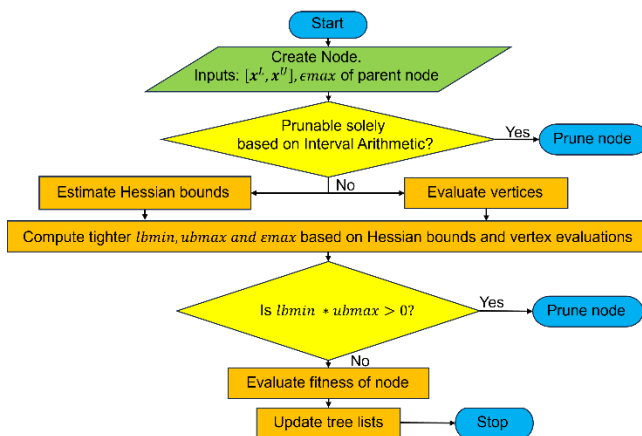 Start
Create Node.
Inputs: [x^L, x^U], ϵmax of parent node
Prunable solely
based on Interval Arithmetic?
Yes
Prune node
No
Estimate Hessian bounds
Evaluate vertices
Compute tighter lbmin, ubmax and εmax based on Hessian bounds and vertex evaluations
Is lbmin * ubmax > 0?
Yes
Prune node
No
Evaluate fitness of node
Update tree lists
Stop